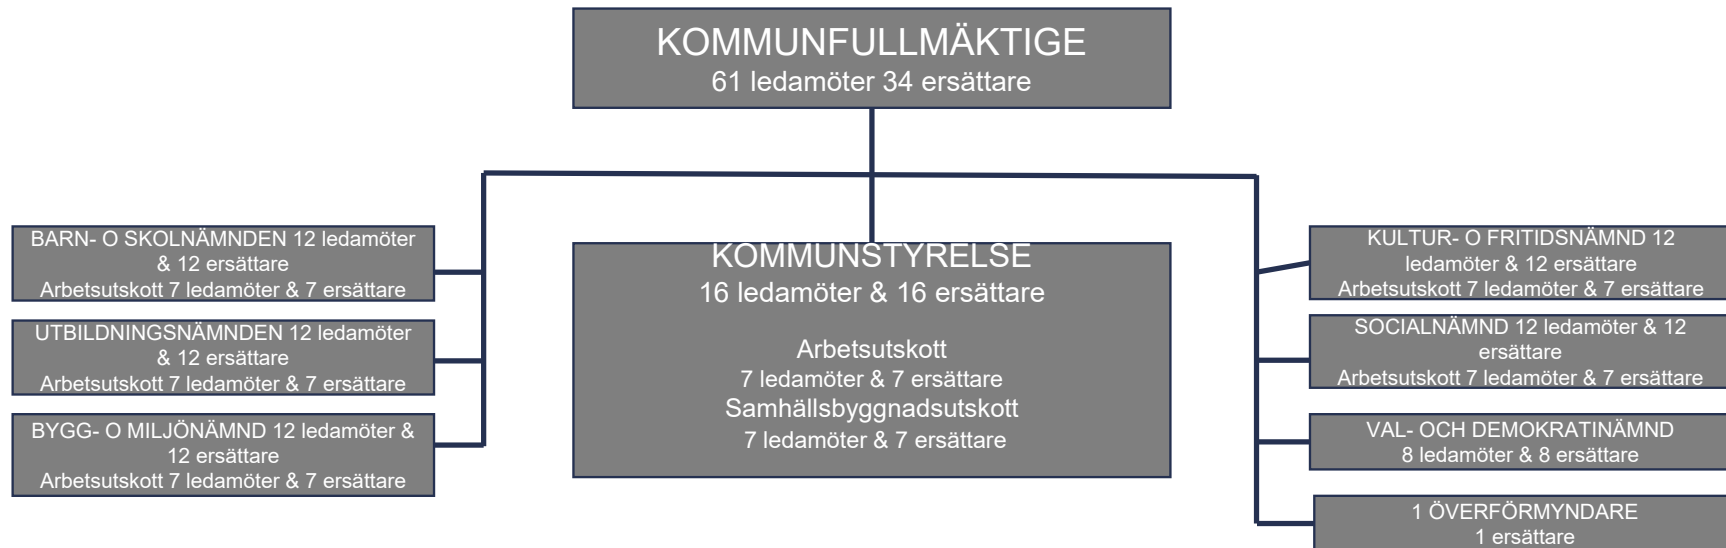 KOMMUNFULLMÄKTIGE
61 ledamöter 34 ersättare
BARN- O SKOLNÄMNDEN 12 ledamöter
& 12 ersättare
Arbetsutskott 7 ledamöter & 7 ersättare
UTBILDNINGSNÄMNDEN 12 ledamöter
& 12 ersättare
Arbetsutskott 7 ledamöter & 7 ersättare
BYGG- O MILJÖNÄMND 12 ledamöter &
12 ersättare
Arbetsutskott 7 ledamöter & 7 ersättare
KOMMUNSTYRELSE
16 ledamöter & 16 ersättare
Arbetsutskott
7 ledamöter & 7 ersättare
Samhällsbyggnadsutskott
7 ledamöter & 7 ersättare
KULTUR- O FRITIDSNÄMND 12
ledamöter & 12 ersättare
Arbetsutskott 7 ledamöter & 7 ersättare
SOCIALNÄMND 12 ledamöter & 12
ersättare
Arbetsutskott 7 ledamöter & 7 ersättare
VAL- OCH DEMOKRATINÄMND
8 ledamöter & 8 ersättare
1 ÖVERFÖRMYNDARE
1 ersättare